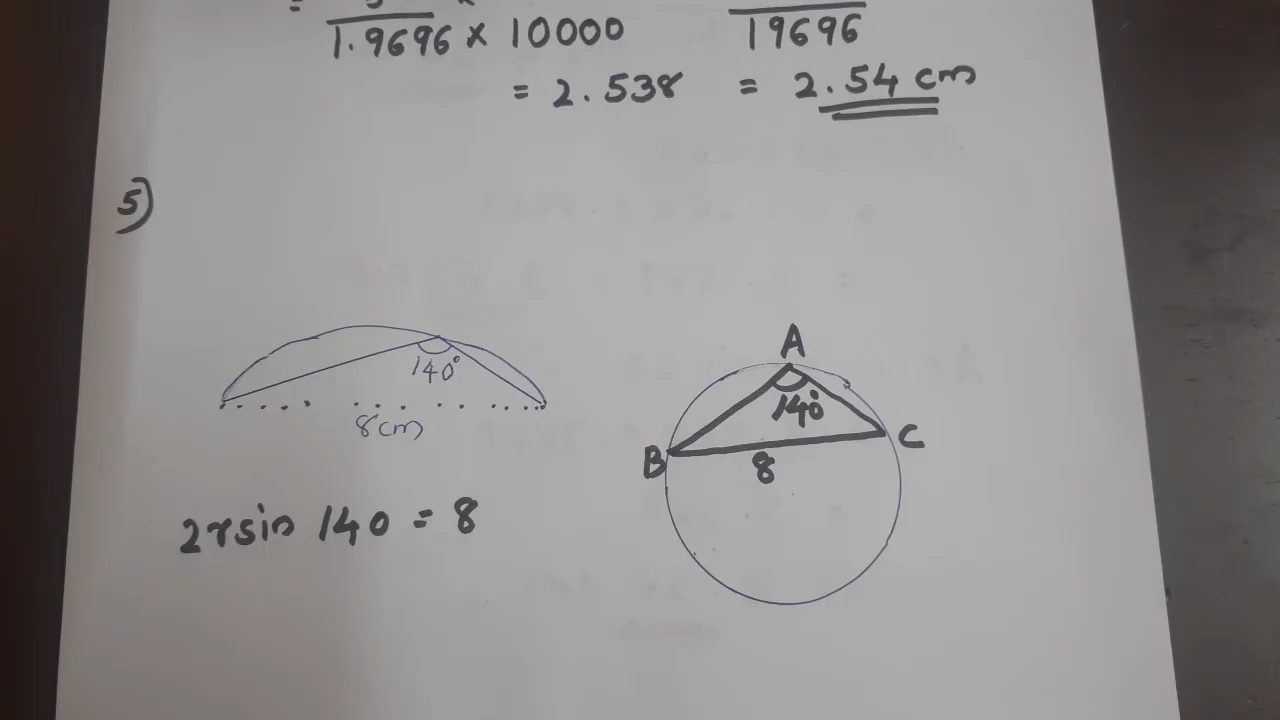 1.9696 × 10000 19696
= 2.538 = 2.54 cm
5)
A
140°
140°
8cm
B
C
8
2r sin 140 = 8